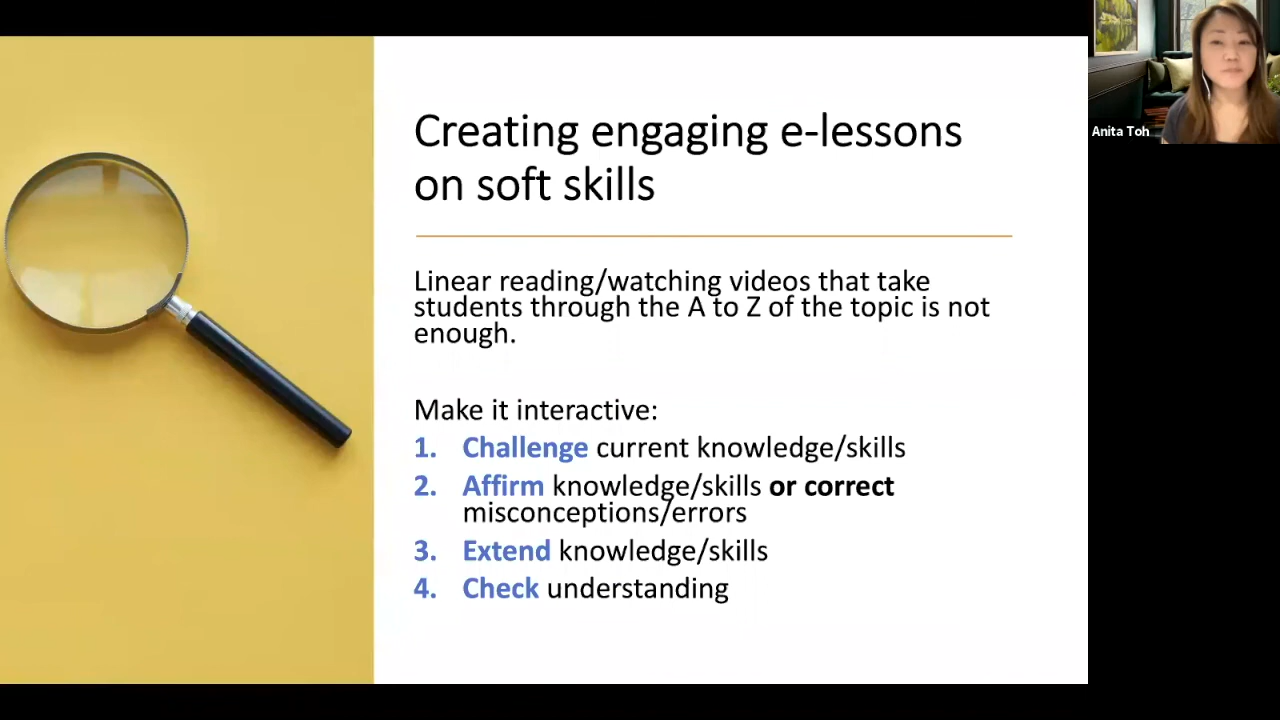 Creating engaging e-lessons
on soft skills
Linear reading/watching videos that take
students through the A to Z of the topic is not
enough.
Make it interactive:
1. Challenge current knowledge/skills
2. Affirm knowledge/skills or correct
misconceptions/errors
3. Extend knowledge/skills
4. Check understanding
Anita Toh